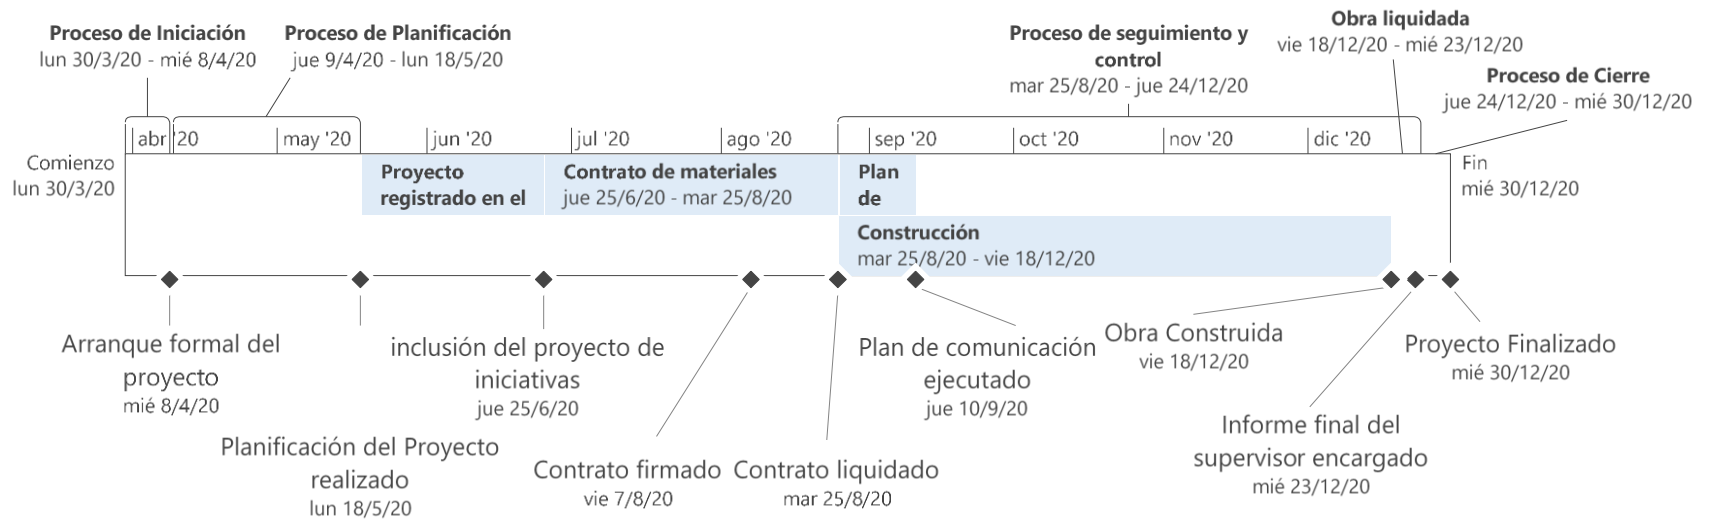 Proceso de Iniciación
lun 30/3/20 - mié 8/4/20
Proceso de Planificación
jue 9/4/20 - lun 18/5/20
Proceso de seguimiento y
control
mar 25/8/20 - jue 24/12/20
Obra liquidada
vie 18/12/20 - mié 23/12/20
Proceso de Cierre
jue 24/12/20 - mié 30/12/20
abr '20
may '20
jun '20
jul '20
ago '20
sep '20
oct '20
nov '20
dic '20
Comienzo
lun 30/3/20
Fin
mié 30/12/20
Proyecto
registrado en el
Contrato de materiales
jue 25/6/20 - mar 25/8/20
Plan
de
Construcción
mar 25/8/20 - vie 18/12/20
Arranque formal del
proyecto
mié 8/4/20
Planificación del Proyecto
realizado
lun 18/5/20
inclusión del proyecto de
iniciativas
jue 25/6/20
Contrato firmado
vie 7/8/20
Contrato liquidado
mar 25/8/20
Plan de comunicación
ejecutado
jue 10/9/20
Obra Construida
vie 18/12/20
Informe final del
supervisor encargado
mié 23/12/20
Proyecto Finalizado
mié 30/12/20